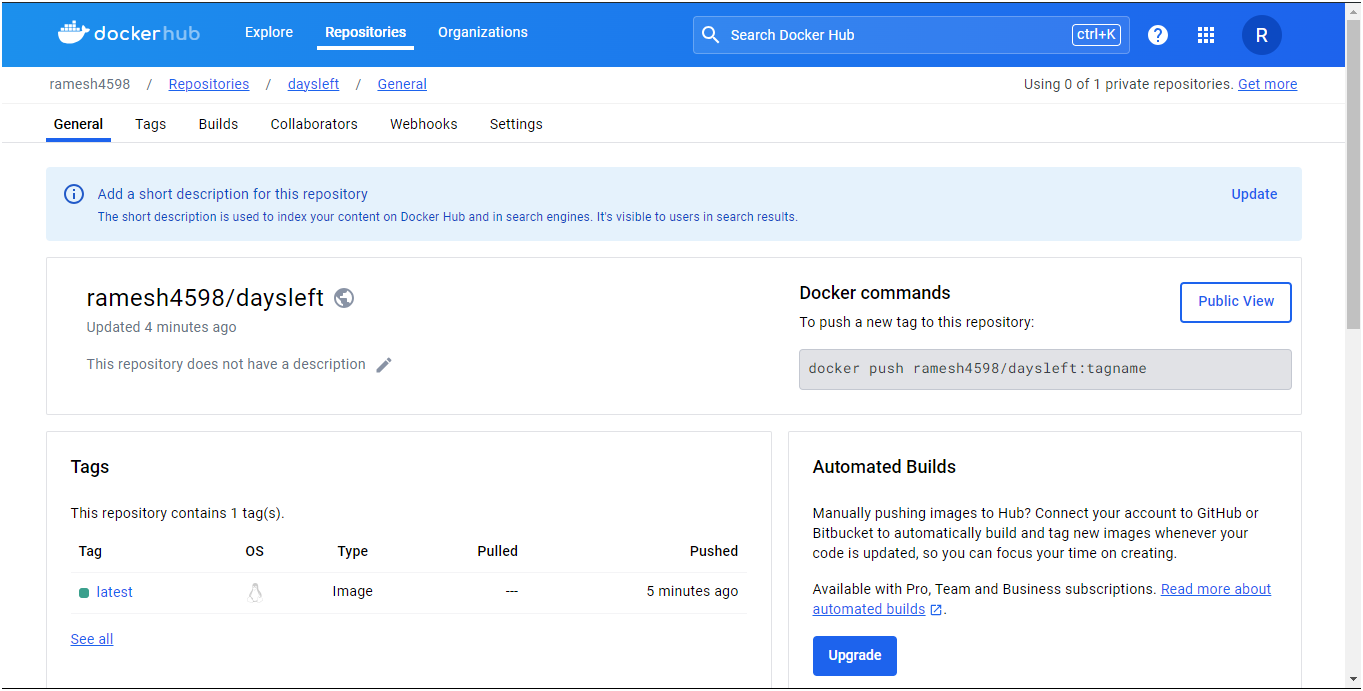 dockerhub Explore Repositories Organizations Search Docker Hub ctrl+K ? R
ramesh4598 / Repositories / daysleft / General Using 0 of 1 private repositories. Get more
General Tags Builds Collaborators Webhooks Settings
Add a short description for this repository Update
The short description is used to index your content on Docker Hub and in search engines. It's visible to users in search results.
ramesh4598/daysleft
Updated 4 minutes ago
This repository does not have a description
Docker commands
Public View
To push a new tag to this repository:
docker push ramesh4598/daysleft:tagname
Tags
This repository contains 1 tag(s).
Tag OS Type Pulled Pushed
latest Image --- 5 minutes ago
See all
Automated Builds
Manually pushing images to Hub? Connect your account to GitHub or
Bitbucket to automatically build and tag new images whenever your
code is updated, so you can focus your time on creating.
Available with Pro, Team and Business subscriptions. Read more about
automated builds .
Upgrade